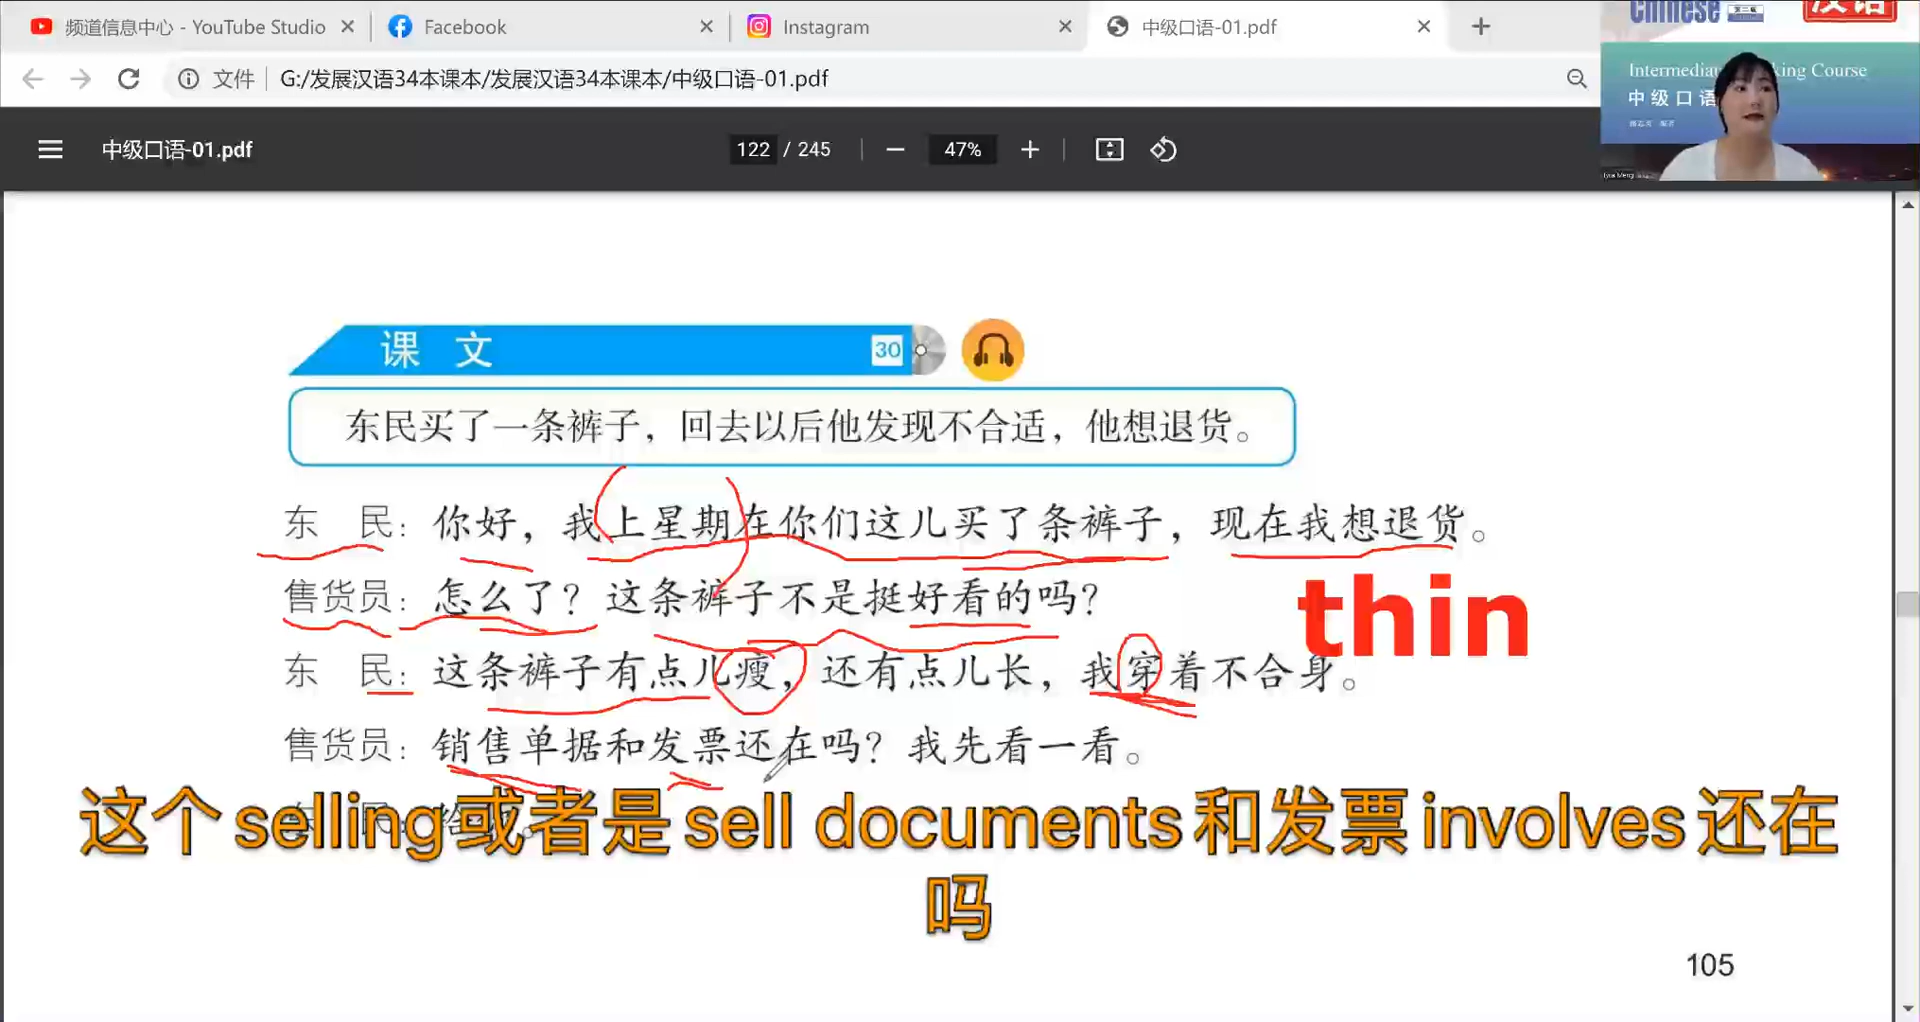 频道信息中心 - YouTube Studio
Facebook
Instagram
中级口语-01.pdf
文件
G:/发展汉语34本课本/发展汉语34本课本/中级口语-01.pdf
Chinese 第二版
汉语
Course
中级口语
中级口语-01.pdf
122 / 245
47%
课 文
30
东民买了一条裤子，回去以后他发现不合适，他想退货。
东 民：你好，我上星期在你们这儿买了条裤子，现在我想退货。
售货员：怎么了？这条裤子不是挺好看的吗？
thin
东 民：这条裤子有点儿瘦，还有点儿长，我穿着不合身。
售货员：销售单据和发票还在吗？我先看一看。
东 民：给
这个selling或者是sell documents和发票involves还在
吗
105